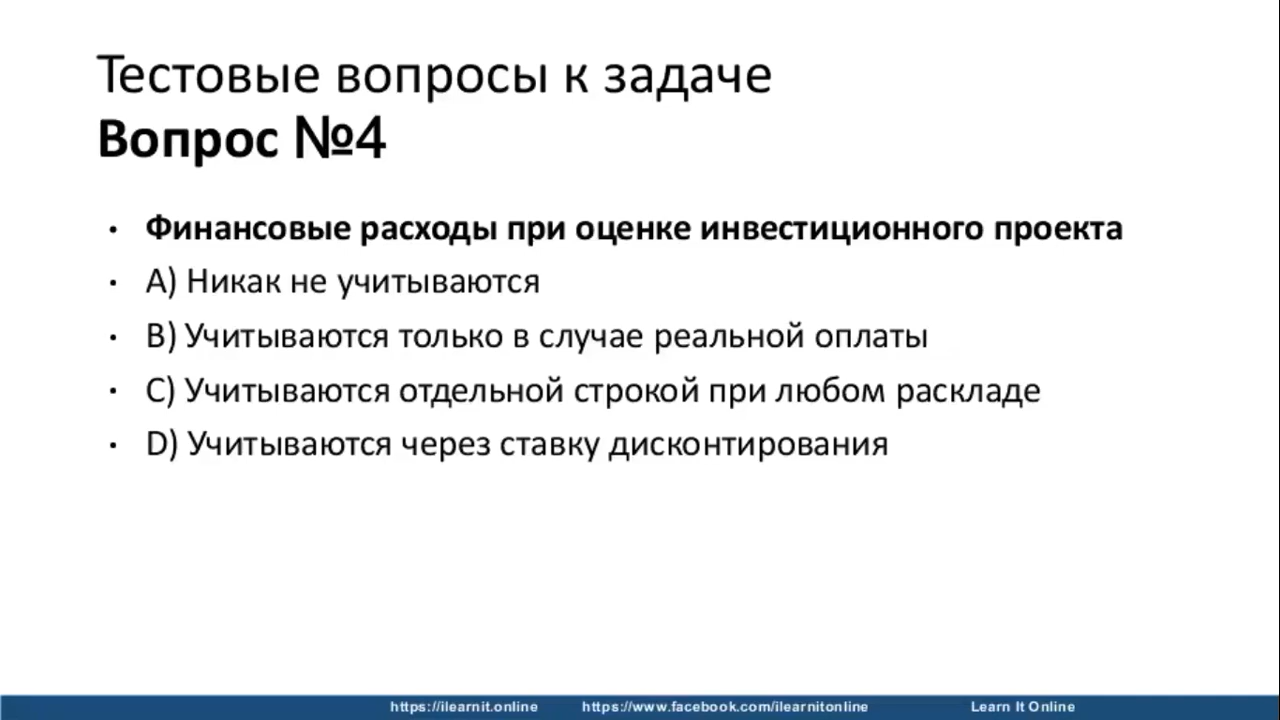 Тестовые вопросы к задаче
Вопрос №4
• Финансовые расходы при оценке инвестиционного проекта
• A) Никак не учитываются
• B) Учитываются только в случае реальной оплаты
• C) Учитываются отдельной строкой при любом раскладе
• D) Учитываются через ставку дисконтирования
https://ilearnit.online https://www.facebook.com/ilearnitonline Learn It Online